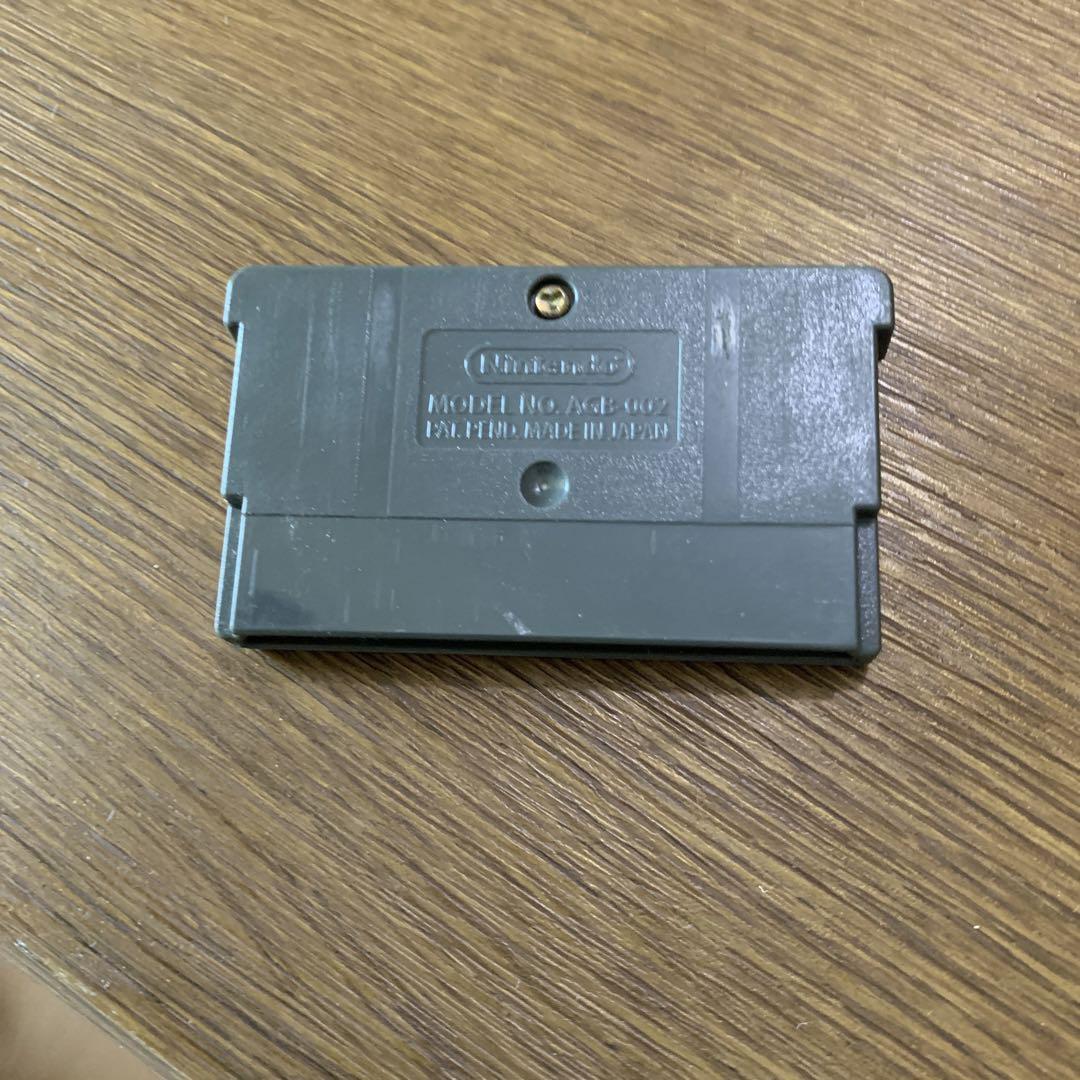 Nintendo
MODEL NO. AGB-002
PAT. PEND. MADE IN JAPAN